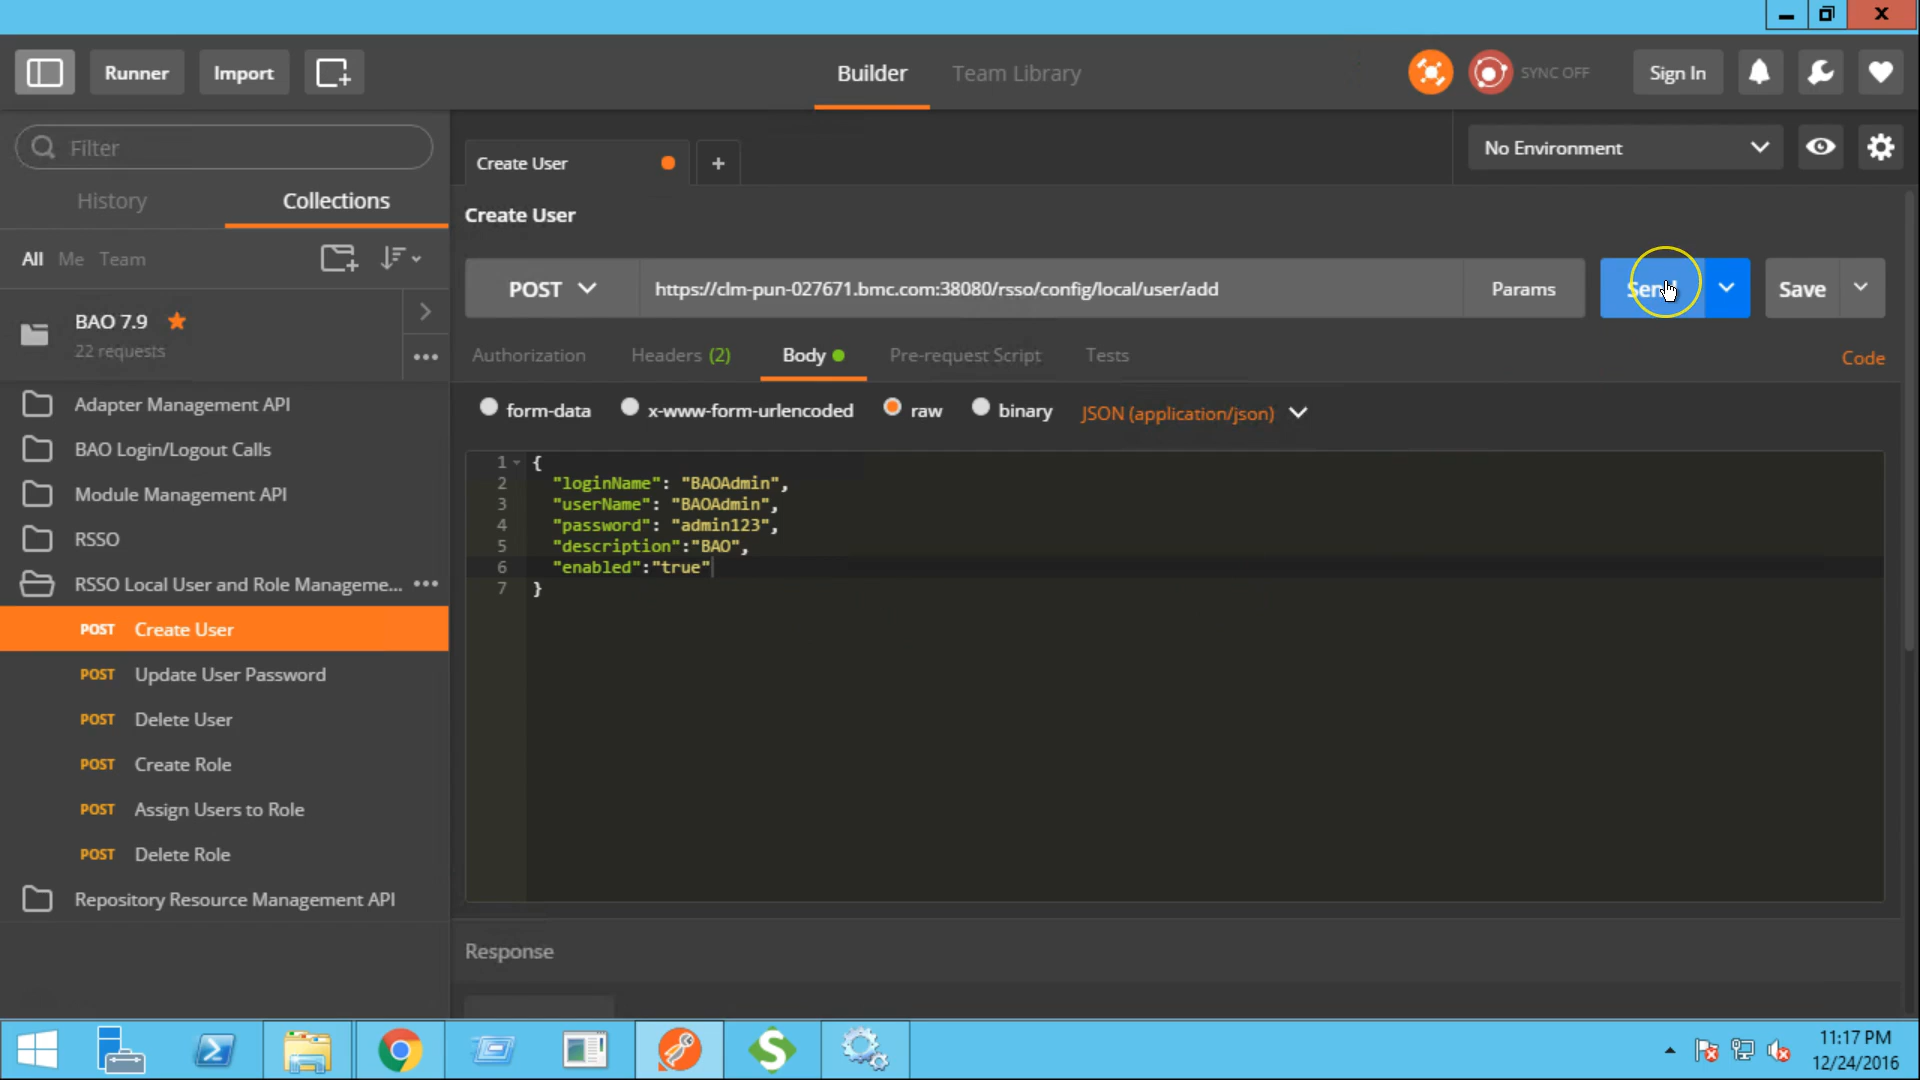 Runner
Import
Builder
Team Library
SYNC OFF
Sign In
Filter
History
Collections
All Me Team
BAO 7.9
22 requests
Adapter Management API
BAO Login/Logout Calls
Module Management API
RSSO
RSSO Local User and Role Manageme...
POST Create User
POST Update User Password
POST Delete User
POST Create Role
POST Assign Users to Role
POST Delete Role
Repository Resource Management API
Create User
No Environment
Create User
POST
https://clm-pun-027671.bmc.com:38080/rsso/config/local/user/add
Params
Send
Save
Authorization
Headers (2)
Body
Pre-request Script
Tests
Code
form-data
x-www-form-urlencoded
raw
binary
JSON (application/json)
1 {
2 "loginName": "BAOAdmin",
3 "userName": "BAOAdmin",
4 "password": "admin123",
5 "description":"BAO",
6 "enabled":"true"
7 }
Response
11:17 PM
12/24/2016